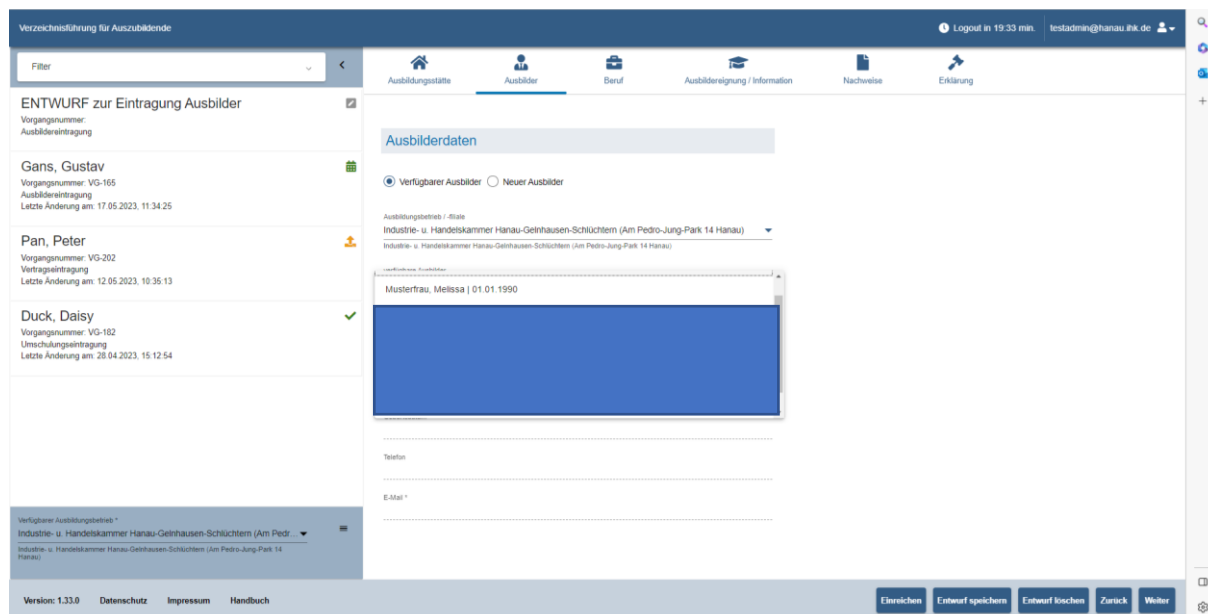 Verzeichnisführung für Auszubildende
Logout in 19:33 min. testadmin@hanau.ihk.de
Filter
ENTWURF zur Eintragung Ausbilder
Vorgangsnummer:
Ausbildereintragung
Gans, Gustav
Vorgangsnummer: VG-165
Ausbildereintragung
Letzte Änderung am: 17.05.2023, 11:34:25
Pan, Peter
Vorgangsnummer: VG-202
Vertragseintragung
Letzte Änderung am: 12.05.2023, 10:35:13
Duck, Daisy
Vorgangsnummer: VG-182
Umschulungseintragung
Letzte Änderung am: 28.04.2023, 15:12:54
Verfügbarer Ausbildungsbetrieb *
Industrie- u. Handelskammer Hanau-Gelnhausen-Schlüchtern (Am Pedr...
Industrie- u. Handelskammer Hanau-Gelnhausen-Schlüchtern (Am Pedro-Jung-Park 14
Hanau)
Ausbildungsstätte Ausbilder Beruf Ausbildereignung / Information Nachweise Erklärung
Ausbilderdaten
Verfügbarer Ausbilder Neuer Ausbilder
Ausbildungsbetrieb / -filiale
Industrie- u. Handelskammer Hanau-Gelnhausen-Schlüchtern (Am Pedro-Jung-Park 14 Hanau)
Industrie- u. Handelskammer Hanau-Gelnhausen-Schlüchtern (Am Pedro-Jung-Park 14 Hanau)
verfügbare Ausbilder
Musterfrau, Melissa | 01.01.1990
Telefon
E-Mail *
Version: 1.33.0 Datenschutz Impressum Handbuch
Einreichen Entwurf speichern Entwurf löschen Zurück Weiter